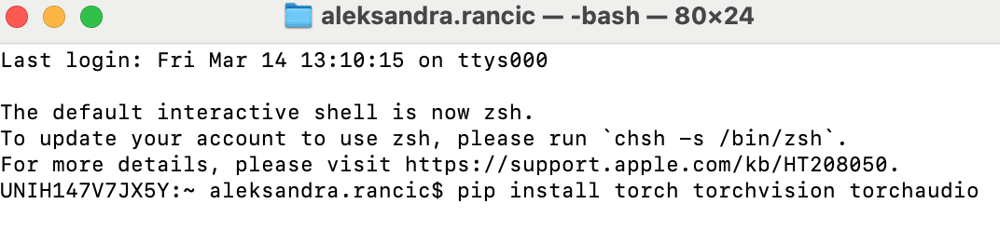 aleksandra.rancic — -bash — 80×24
Last login: Fri Mar 14 13:10:15 on ttys000
The default interactive shell is now zsh.
To update your account to use zsh, please run `chsh -s /bin/zsh`.
For more details, please visit https://support.apple.com/kb/HT208050.
UNIH147V7JX5Y:~ aleksandra.rancic$ pip install torch torchvision torchaudio